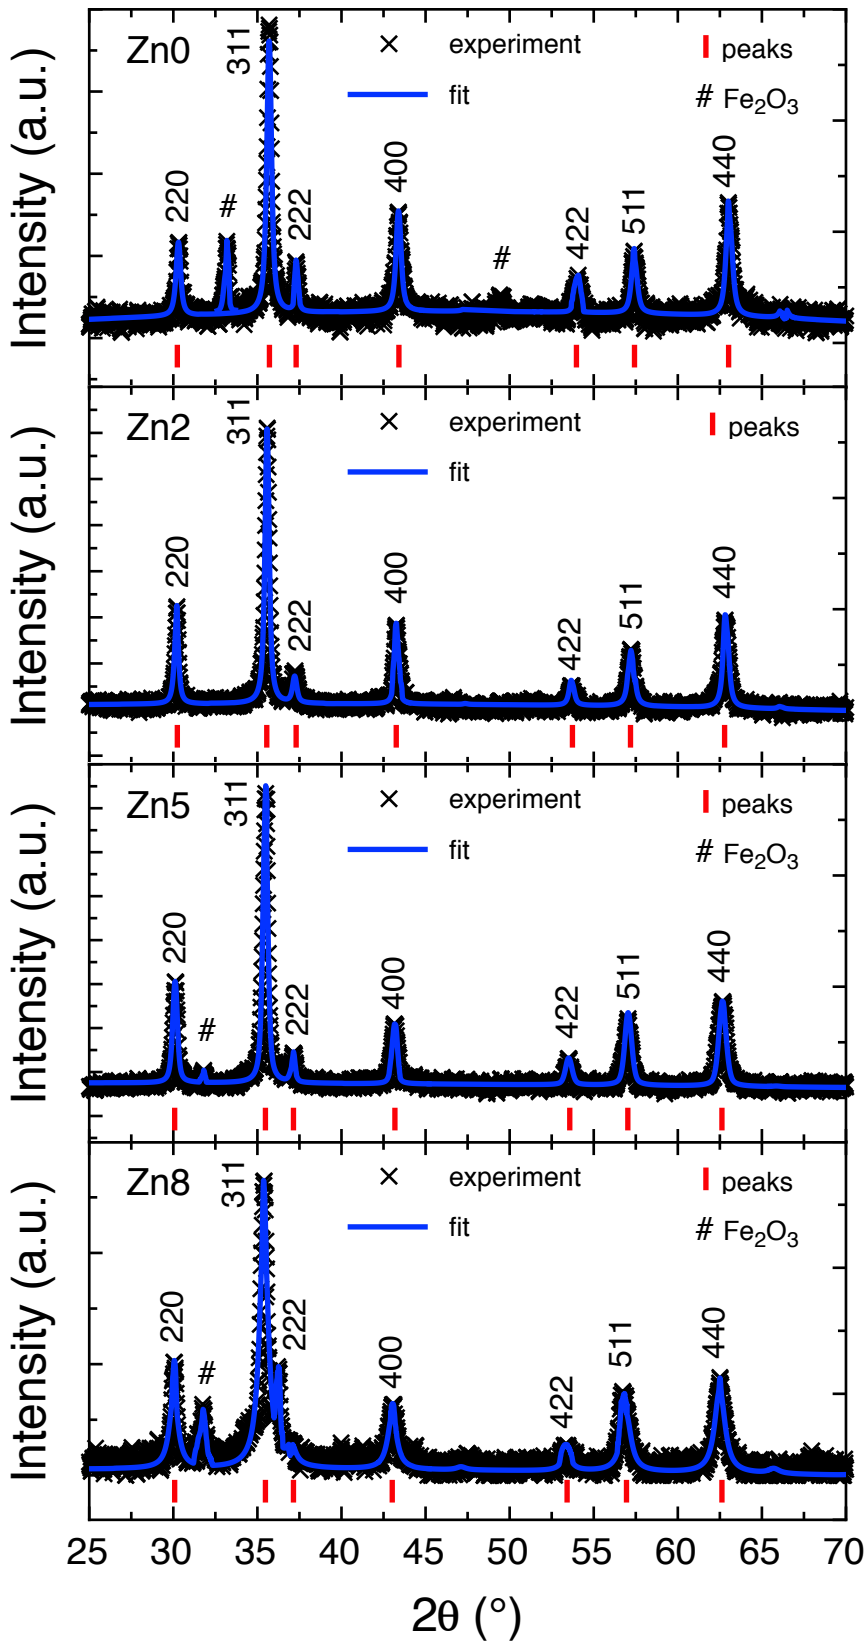 Intensity (a.u.)
Zn0
311
experiment
peaks
fit
# Fe₂O₃
220
#
222
400
#
422
511
440
Intensity (a.u.)
Zn2
311
experiment
peaks
fit
220
222
400
422
511
440
Intensity (a.u.)
Zn5
311
experiment
peaks
fit
# Fe₂O₃
220
#
222
400
422
511
440
Intensity (a.u.)
Zn8
311
experiment
peaks
fit
# Fe₂O₃
220
#
222
400
422
511
440
25 30 35 40 45 50 55 60 65 70
2θ (°)